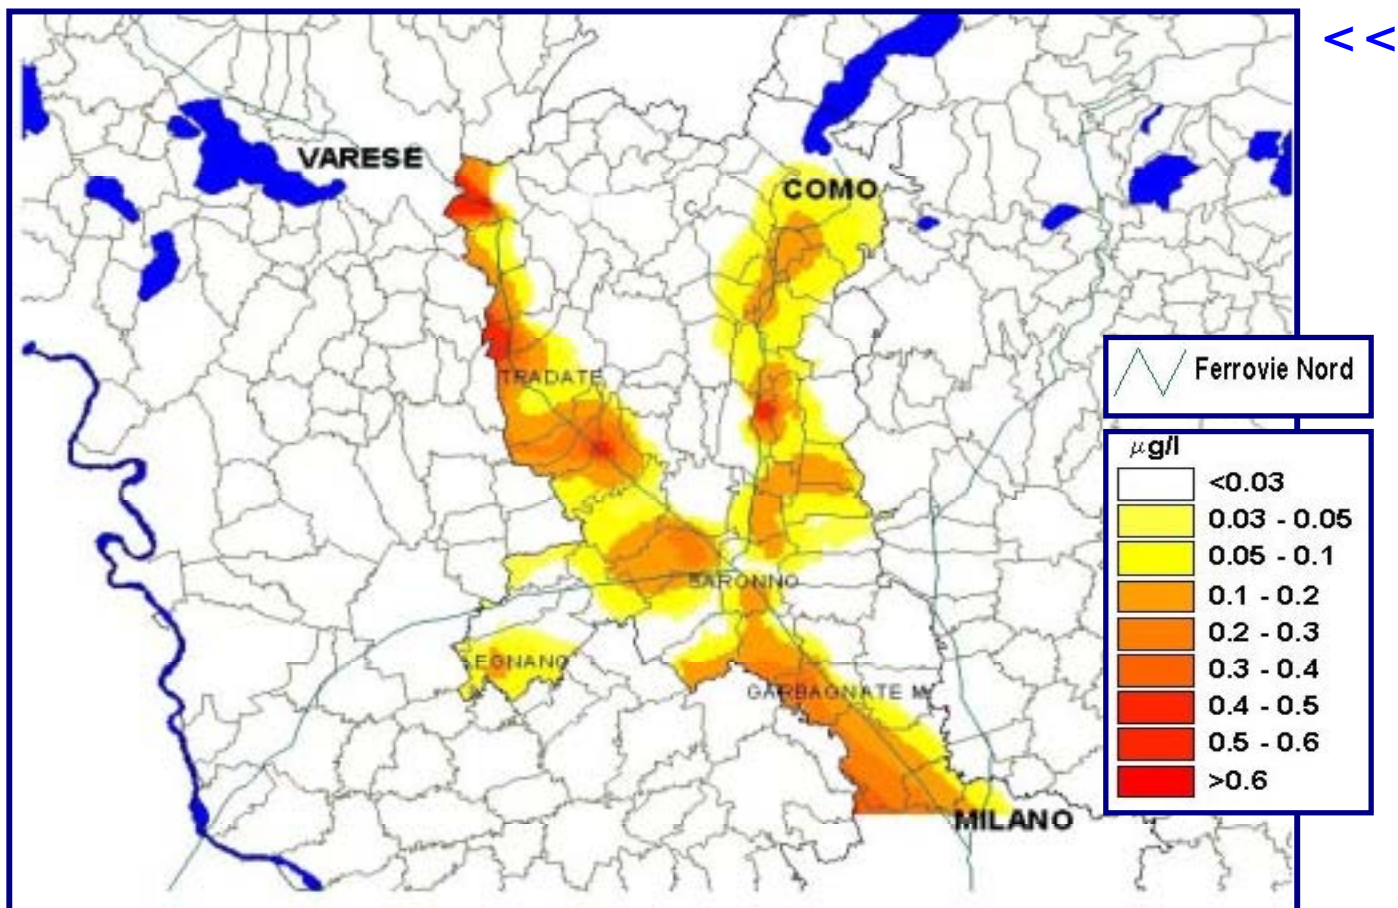 <<
VARESE
COMO
TRADATE
SARONNO
LEGNANO
GARBAGNATE M
MILANO
Ferrovie Nord
µg/l
<0.03
0.03 - 0.05
0.05 - 0.1
0.1 - 0.2
0.2 - 0.3
0.3 - 0.4
0.4 - 0.5
0.5 - 0.6
>0.6